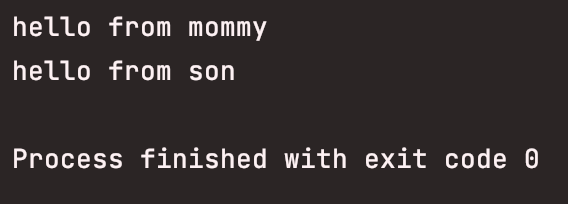 hello from mommy
hello from son
Process finished with exit code 0